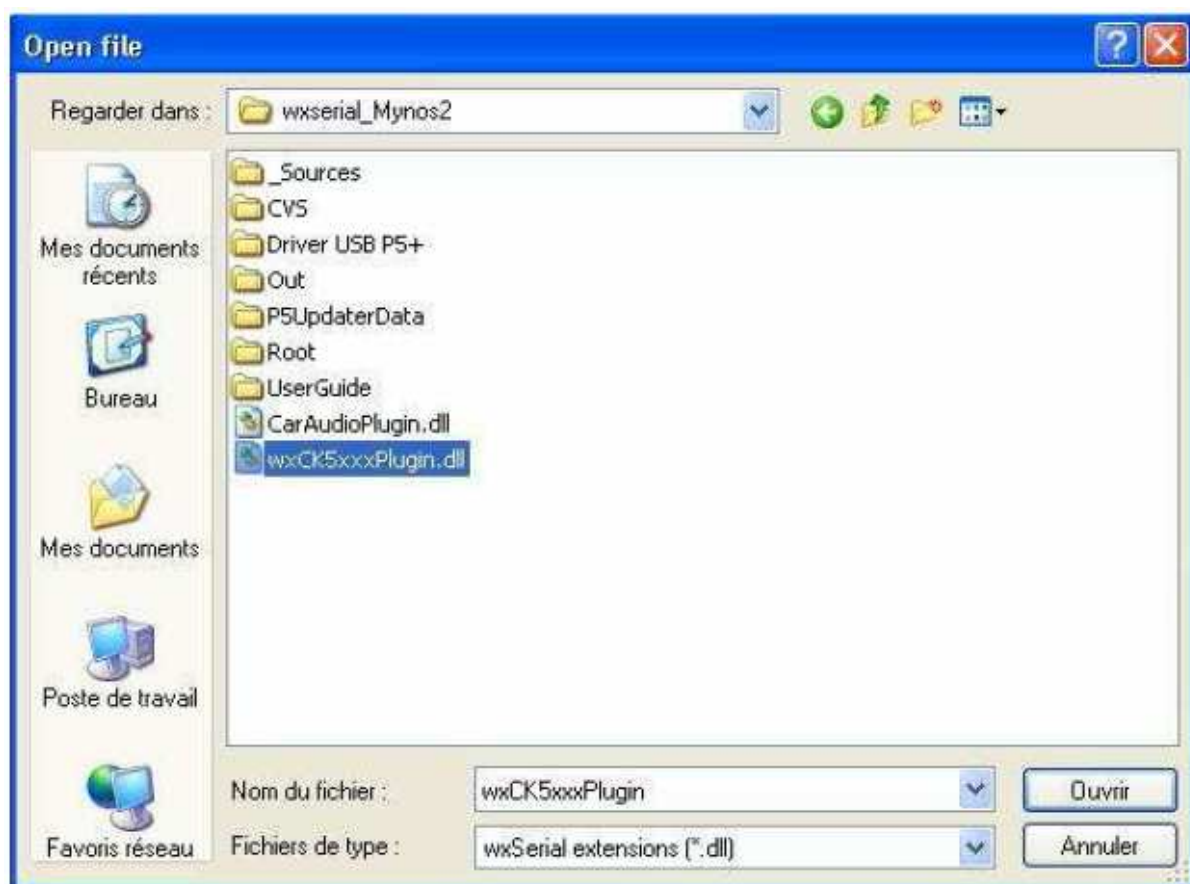 Open file
Regarder dans :
wxserial_Mynos2
_Sources
CVS
Driver USB P5+
Out
P5UpdaterData
Root
UserGuide
CarAudioPlugin.dll
wxCK5xxxPlugin.dll
Mes documents
récents
Bureau
Mes documents
Poste de travail
Favoris réseau
Nom du fichier :
wxCK5xxxPlugin
Ouvrir
Fichiers de type :
wxSerial extensions (*.dll)
Annuler